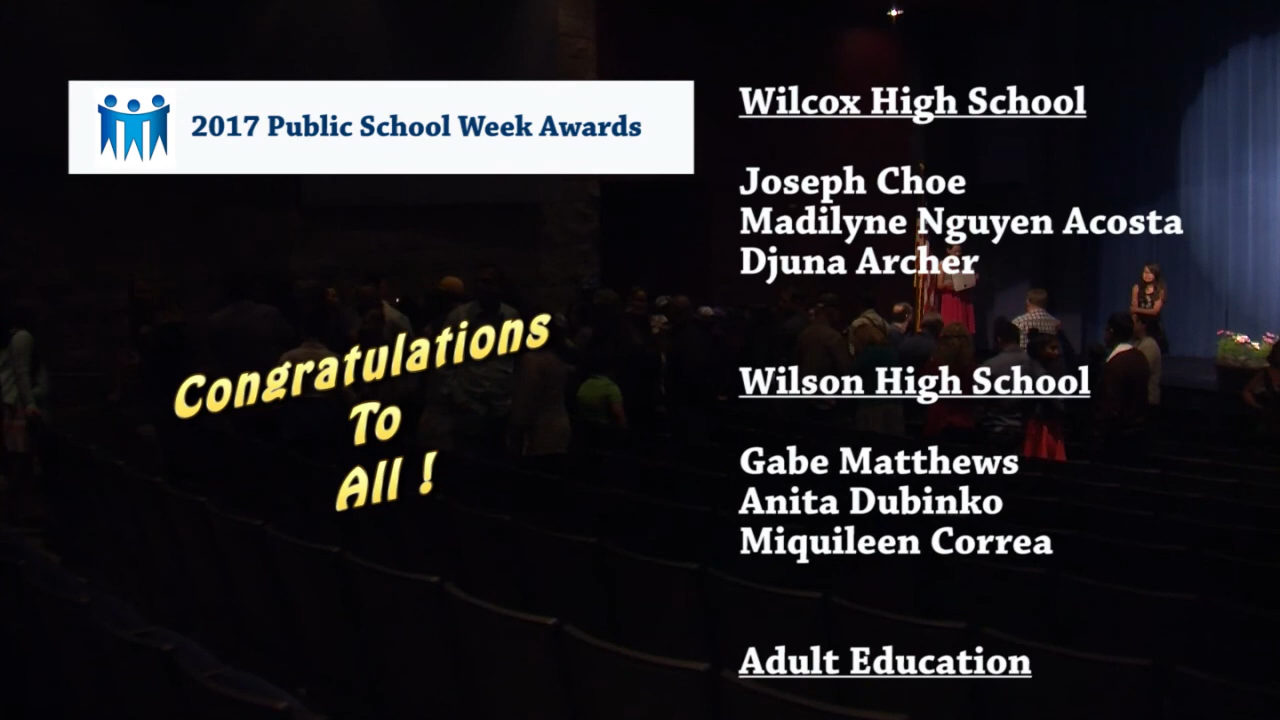 2017 Public School Week Awards
Congratulations
To
All !
Wilcox High School
Joseph Choe
Madilyne Nguyen Acosta
Djuna Archer
Wilson High School
Gabe Matthews
Anita Dubinko
Miquileen Correa
Adult Education